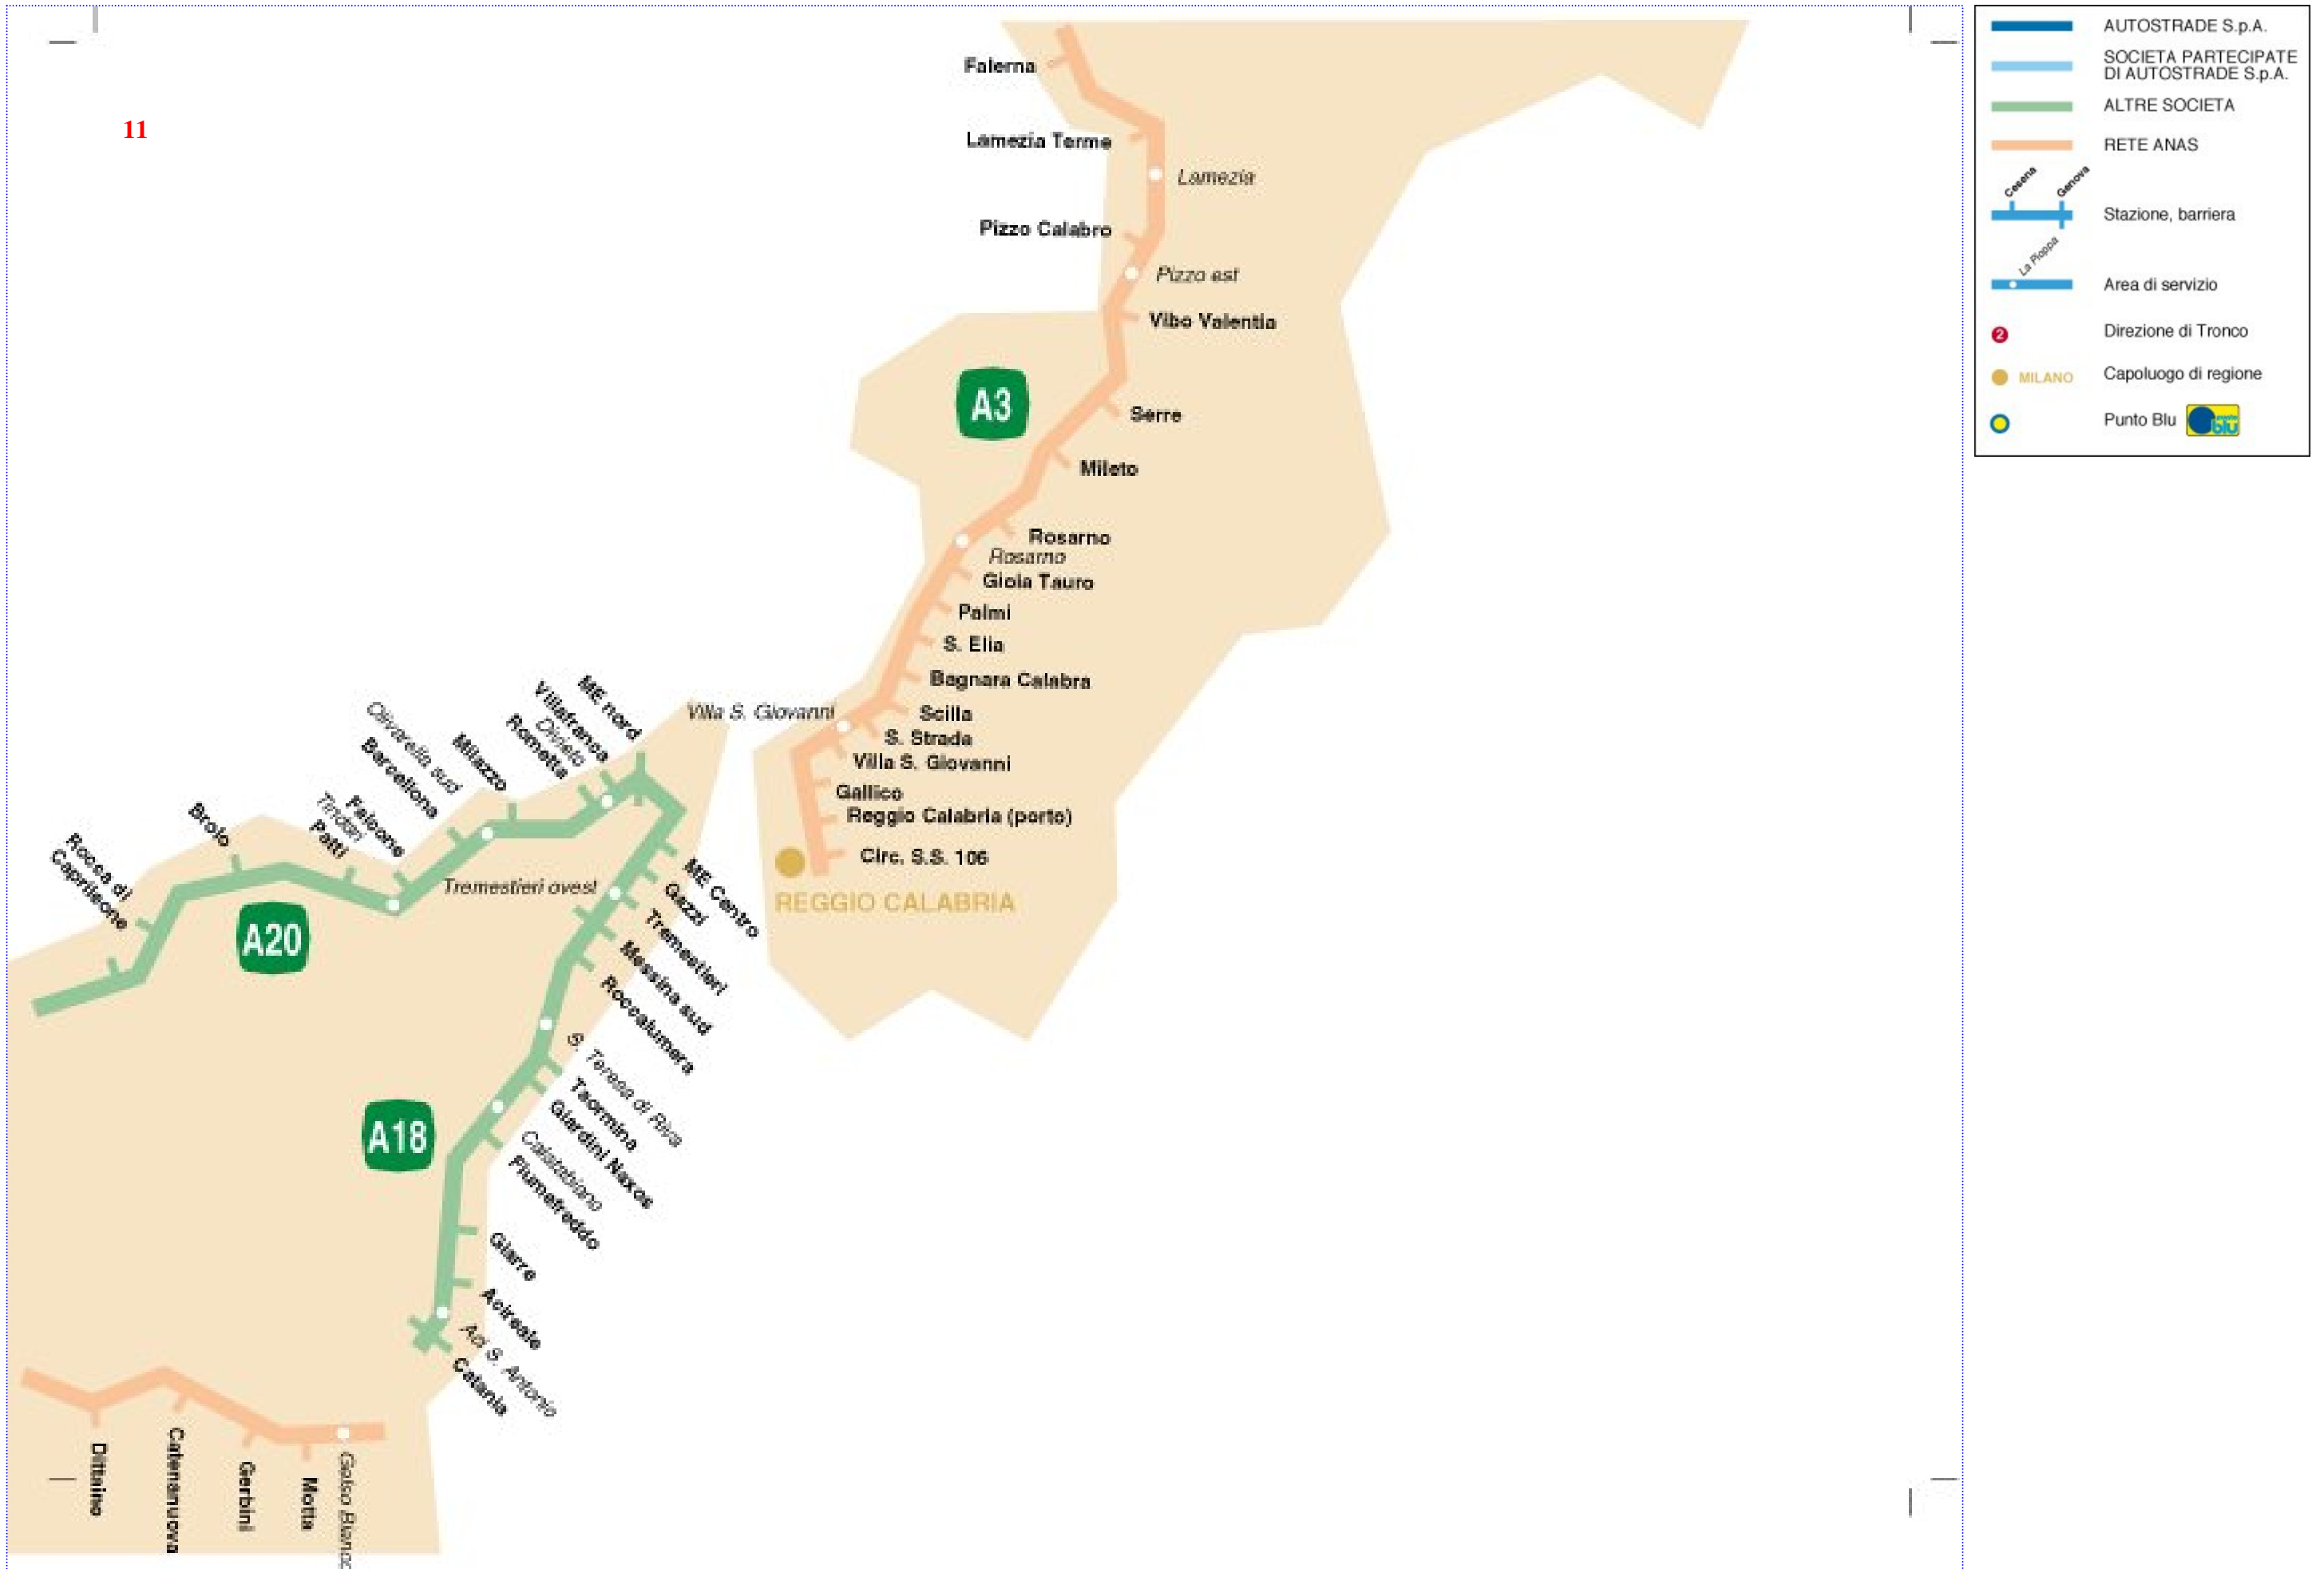 11
Falerna
Lamezia Terme
Lamezia
Pizzo Calabro
Pizzo est
Vibo Valentia
A3
Serre
Mileto
Rosarno
Rosarno
Gioia Tauro
Palmi
S. Elia
Bagnara Calabra
Scilla
Villa S. Giovanni
S. Strada
Villa S. Giovanni
Gallico
Reggio Calabria (porto)
Circ. S.S. 106
REGGIO CALABRIA
ME nord
Villafranca
Divieto
Rometta
Milazzo
Olivarella sud
Barcellona
Falcone
Tindari
Patti
Brolo
Rocca di
Caprileone
A20
Tremestieri ovest
ME Centro
Gazzi
Tremestieri
Messina sud
Roccalumera
S. Teresa di Riva
Taormina
Giardini Naxos
Calatabiano
Fiumefreddo
A18
Giarre
Acireale
Aci S. Antonio
Catania
Dittaino
Catenanuova
Gerbini
Motta
AUTOSTRADE S.p.A.
SOCIETA PARTECIPATE
DI AUTOSTRADE S.p.A.
ALTRE SOCIETA
RETE ANAS
Cesena
Genova
Stazione, barriera
La Pioppa
Area di servizio
2
Direzione di Tronco
MILANO
Capoluogo di regione
Punto Blu
punto
blu